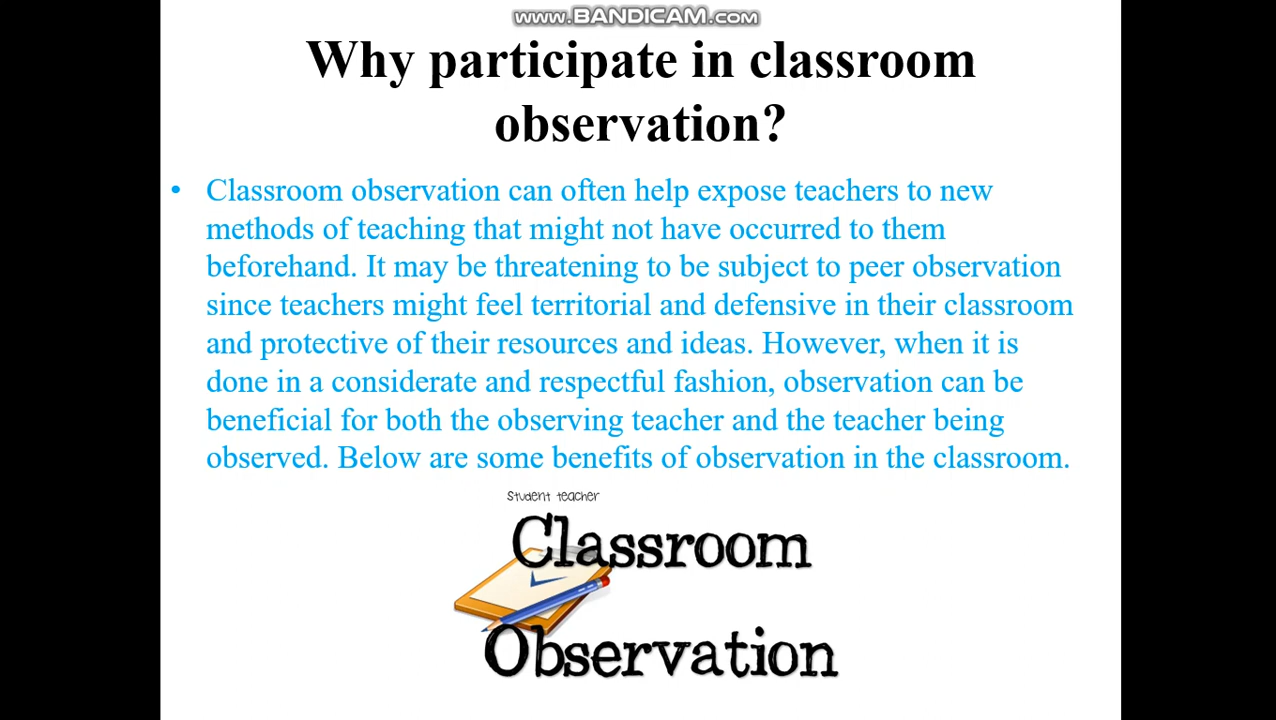 www.BANDICAM.com
Why participate in classroom
observation?
• Classroom observation can often help expose teachers to new
methods of teaching that might not have occurred to them
beforehand. It may be threatening to be subject to peer observation
since teachers might feel territorial and defensive in their classroom
and protective of their resources and ideas. However, when it is
done in a considerate and respectful fashion, observation can be
beneficial for both the observing teacher and the teacher being
observed. Below are some benefits of observation in the classroom.
Student teacher
Classroom
Observation